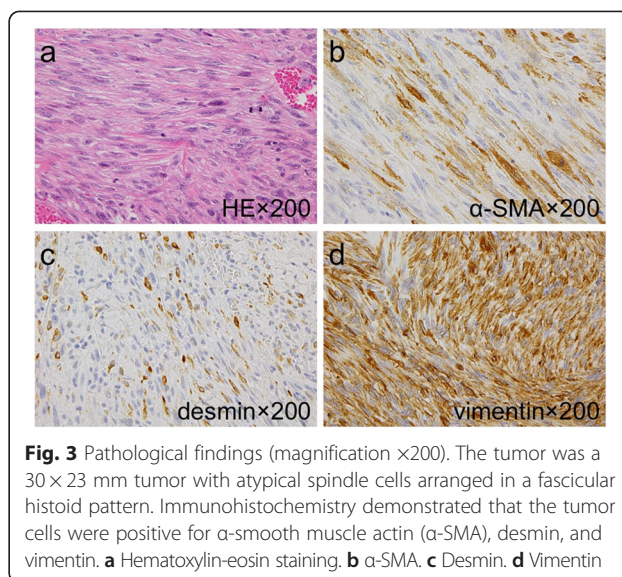 a
b
HE×200
α-SMA×200
c
d
desmin×200
vimentin×200
Fig. 3 Pathological findings (magnification ×200). The tumor was a
30 × 23 mm tumor with atypical spindle cells arranged in a fascicular
histoid pattern. Immunohistochemistry demonstrated that the tumor
cells were positive for α-smooth muscle actin (α-SMA), desmin, and
vimentin. a Hematoxylin-eosin staining. b α-SMA. c Desmin. d Vimentin